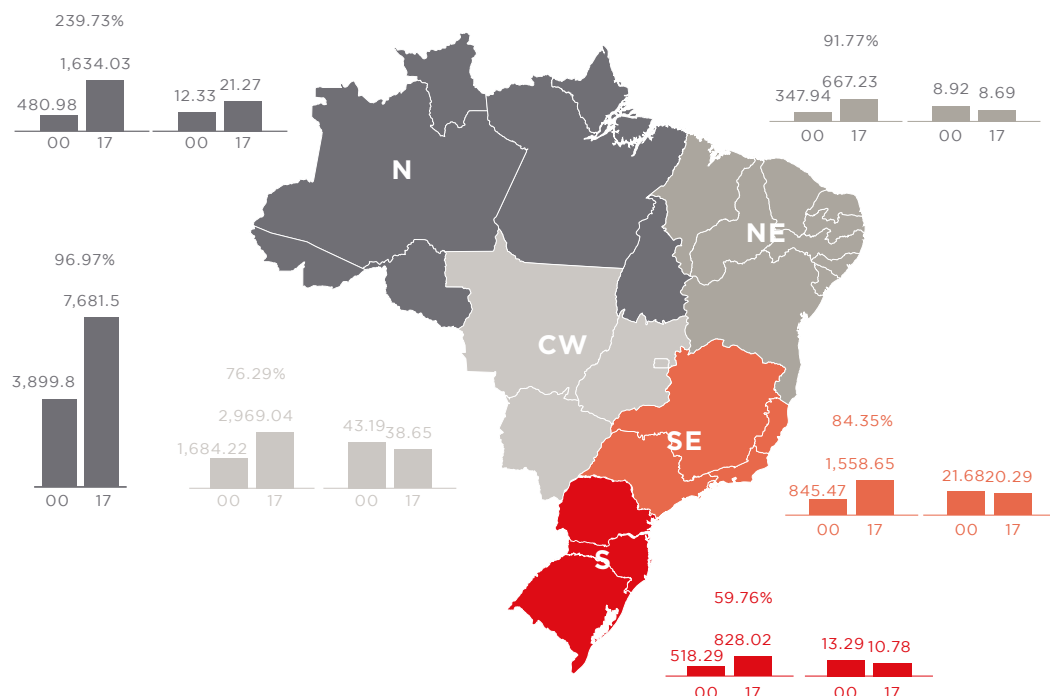 239.73%
1,634.03
480.98
12.33
21.27
00 17 00 17
91.77%
347.94
667.23
8.92 8.69
00 17 00 17
N
NE
96.97%
7,681.5
3,899.8
00 17
CW
76.29%
2,969.04
1,684.22
43.19
38.65
00 17 00 17
SE
84.35%
1,558.65
845.47
21.68 20.29
00 17 00 17
S
59.76%
828.02
518.29
13.29 10.78
00 17 00 17